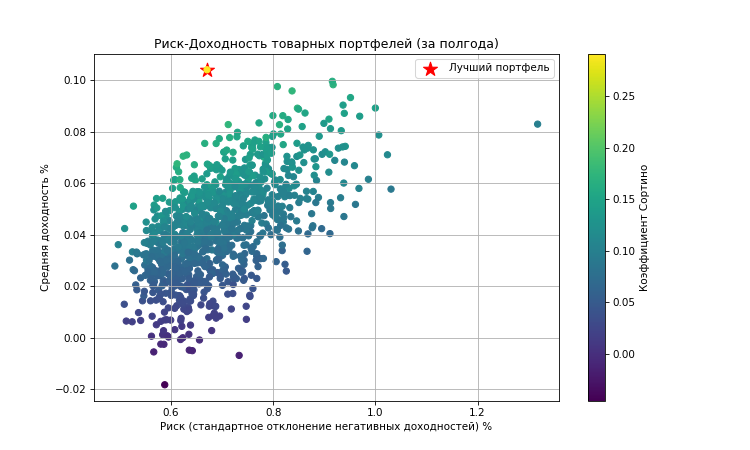 Риск-Доходность товарных портфелей (за полгода)
Лучший портфель
Средняя доходность %
0.10
0.08
0.06
0.04
0.02
0.00
−0.02
0.6 0.8 1.0 1.2
Риск (стандартное отклонение негативных доходностей) %
0.25
0.20
0.15
0.10
0.05
0.00
Коэффициент Сортино